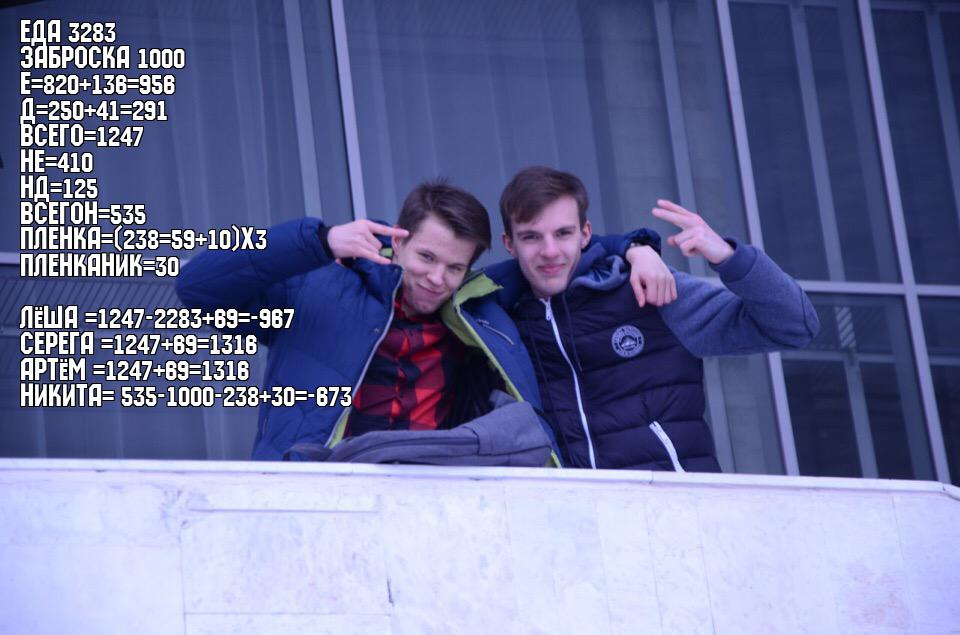 ЕДА 3283
ЗАБРОСКА 1000
Е=820+136=956
Д=250+41=291
ВСЕГО=1247
НЕ=410
НД=125
ВСЕГОН=535
ПЛЕНКА=(238=59+10)Х3
ПЛЕНКАНИК=30
ЛЁША =1247-2283+69=-967
СЕРЕГА =1247+69=1316
АРТЁМ =1247+69=1316
НИКИТА= 535-1000-238+30=-673